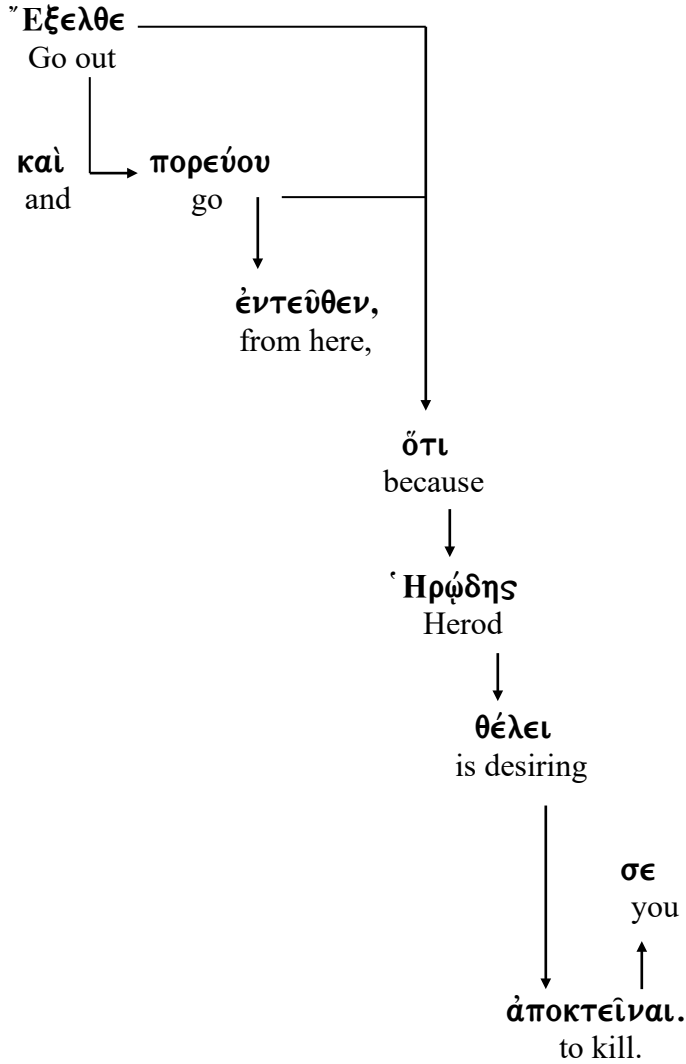 Ἔξελθε
Go out
καὶ πορεύου
and go
ἐντεῦθεν,
from here,
ὅτι
because
Ἡρῴδης
Herod
θέλει
is desiring
σε
you
ἀποκτεῖναι.
to kill.